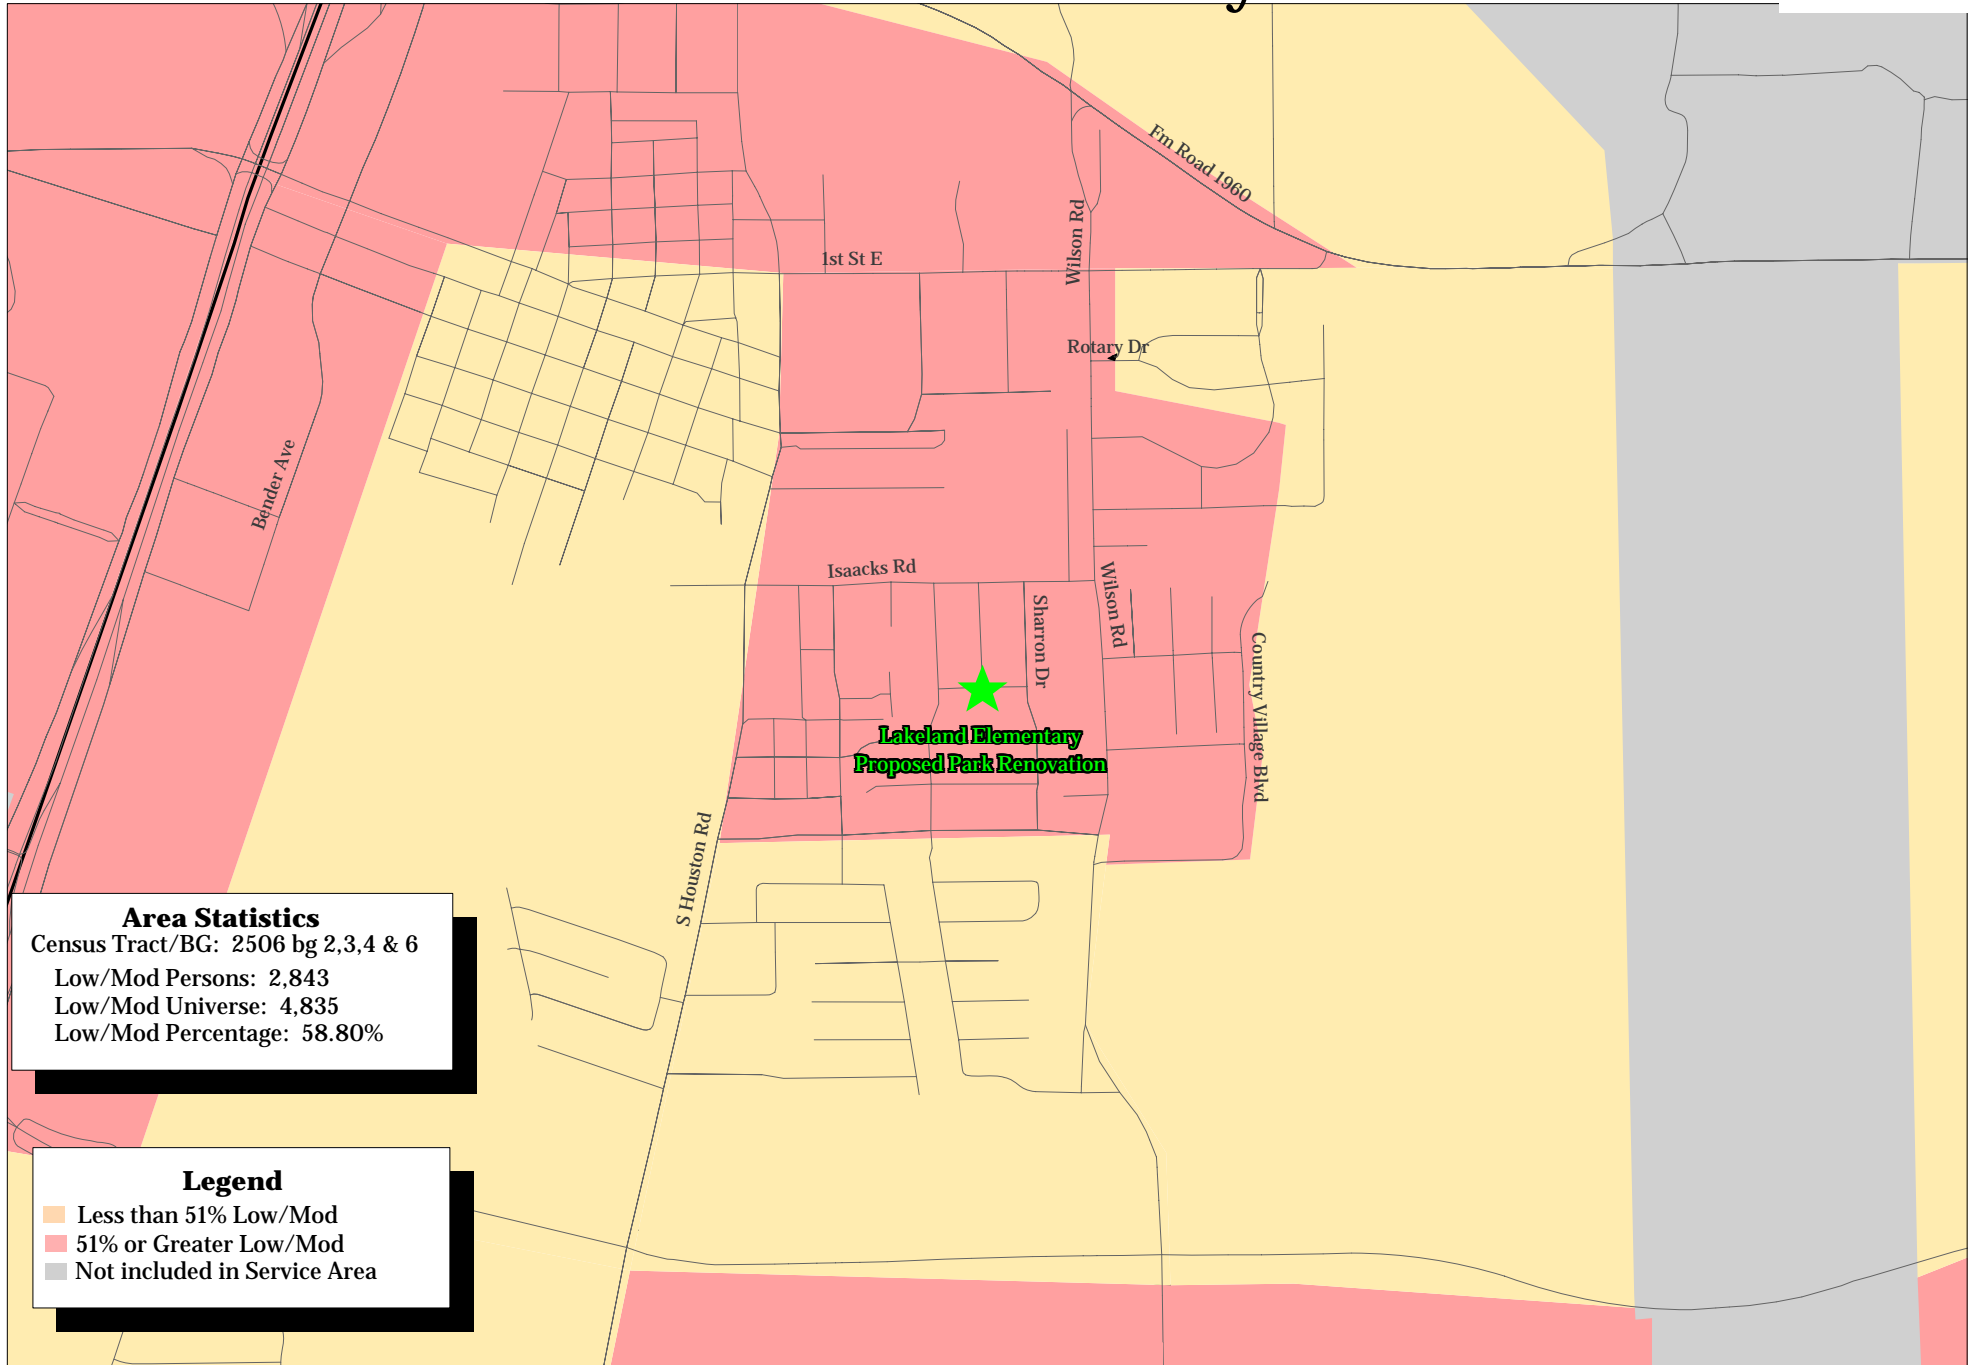 Fm Road 1960
Wilson Rd
1st St E
Rotary Dr
Bender Ave
Isaacks Rd
Wilson Rd
Sharron Dr
Country Village Blvd
Lakeland Elementary
Proposed Park Renovation
S Houston Rd
Area Statistics
Census Tract/BG: 2506 bg 2,3,4 & 6
Low/Mod Persons: 2,843
Low/Mod Universe: 4,835
Low/Mod Percentage: 58.80%
Legend
Less than 51% Low/Mod
51% or Greater Low/Mod
Not included in Service Area